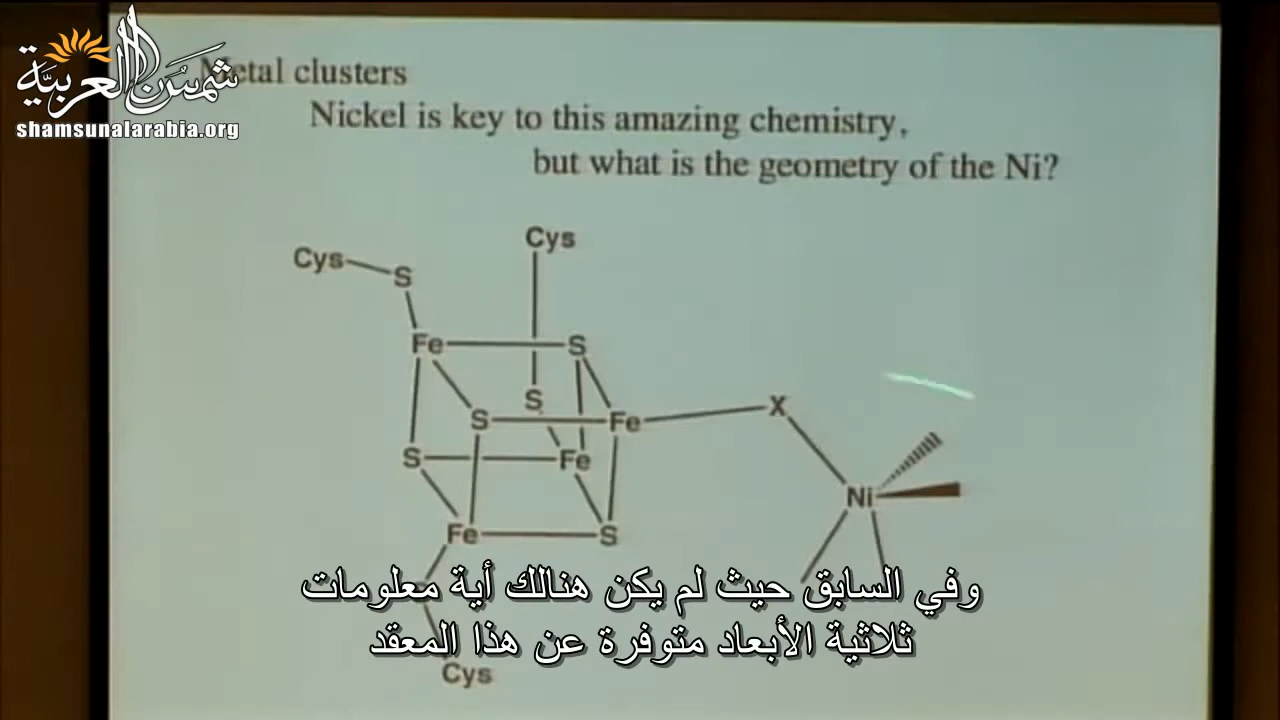 شمس العربية
shamsunalarabia.org
Metal clusters
Nickel is key to this amazing chemistry,
but what is the geometry of the Ni?
Cys
Cys
S
Fe
S
S
S
Fe
X
S
Fe
Ni
Fe
S
وفي السابق حيث لم يكن هنالك أية معلومات
ثلاثية الأبعاد متوفرة عن هذا المعقد
Cys